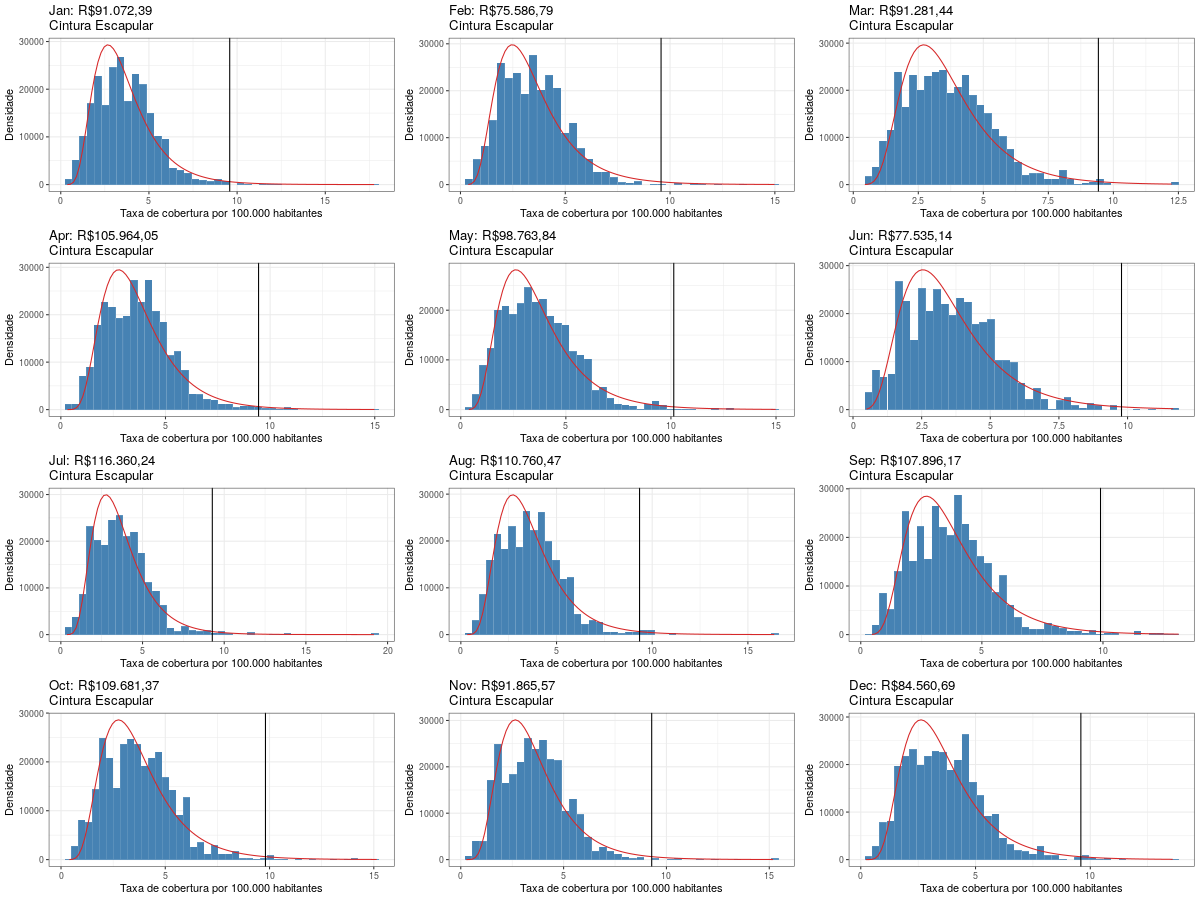 Jan: R$91.072,39
Cintura Escapular
Densidade
30000
20000
10000
0
0 5 10 15
Taxa de cobertura por 100.000 habitantes
Feb: R$75.586,79
Cintura Escapular
Densidade
30000
20000
10000
0
0 5 10 15
Taxa de cobertura por 100.000 habitantes
Mar: R$91.281,44
Cintura Escapular
Densidade
30000
20000
10000
0
0 2.5 5 7.5 10 12.5
Taxa de cobertura por 100.000 habitantes
Apr: R$105.964,05
Cintura Escapular
Densidade
30000
20000
10000
0
0 5 10 15
Taxa de cobertura por 100.000 habitantes
May: R$98.763,84
Cintura Escapular
Densidade
20000
10000
0
0 5 10 15
Taxa de cobertura por 100.000 habitantes
Jun: R$77.535,14
Cintura Escapular
Densidade
30000
20000
10000
0
0 2.5 5 7.5 10
Taxa de cobertura por 100.000 habitantes
Jul: R$116.360,24
Cintura Escapular
Densidade
30000
20000
10000
0
0 5 10 15 20
Taxa de cobertura por 100.000 habitantes
Aug: R$110.760,47
Cintura Escapular
Densidade
30000
20000
10000
0
0 5 10 15
Taxa de cobertura por 100.000 habitantes
Sep: R$107.896,17
Cintura Escapular
Densidade
30000
20000
10000
0
0 5 10
Taxa de cobertura por 100.000 habitantes
Oct: R$109.681,37
Cintura Escapular
Densidade
30000
20000
10000
0
0 5 10 15
Taxa de cobertura por 100.000 habitantes
Nov: R$91.865,57
Cintura Escapular
Densidade
30000
20000
10000
0
0 5 10 15
Taxa de cobertura por 100.000 habitantes
Dec: R$84.560,69
Cintura Escapular
Densidade
30000
20000
10000
0
0 5 10
Taxa de cobertura por 100.000 habitantes